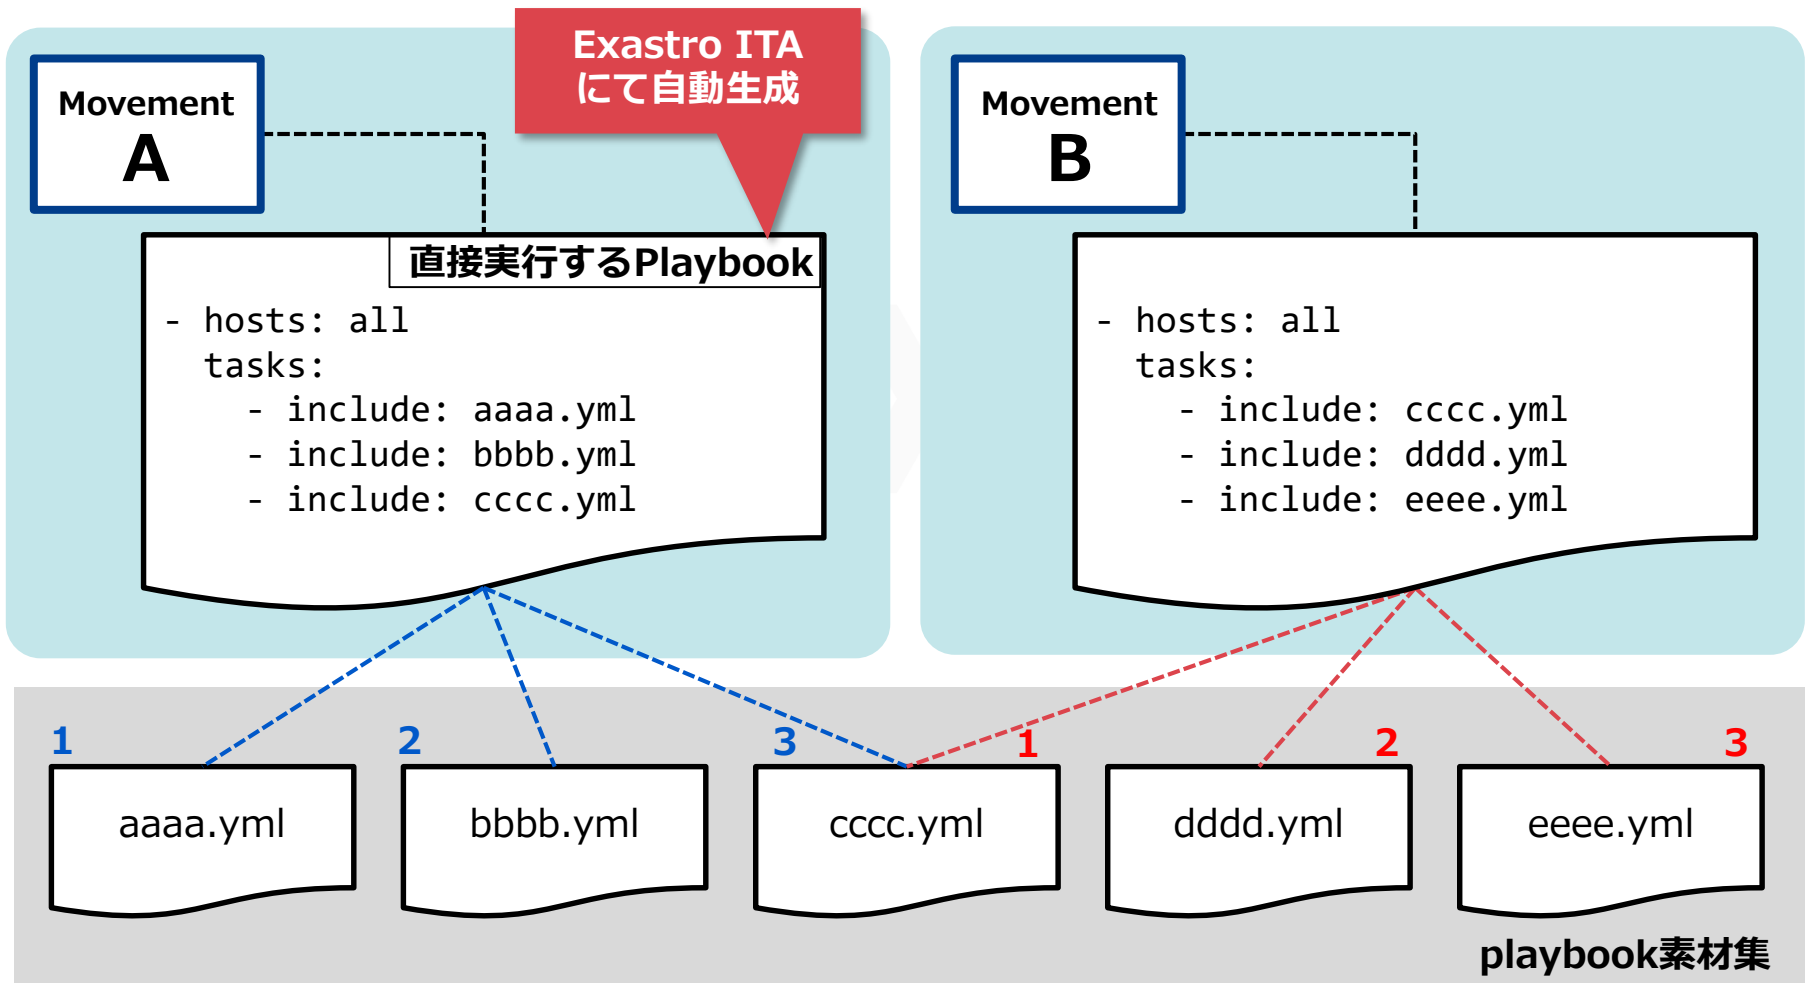 Exastro ITA
にて自動生成
Movement
A
直接実行するPlaybook
- hosts: all
  tasks:
    - include: aaaa.yml
    - include: bbbb.yml
    - include: cccc.yml
Movement
B
- hosts: all
  tasks:
    - include: cccc.yml
    - include: dddd.yml
    - include: eeee.yml
1
2
3
1
2
3
aaaa.yml
bbbb.yml
cccc.yml
dddd.yml
eeee.yml
playbook素材集